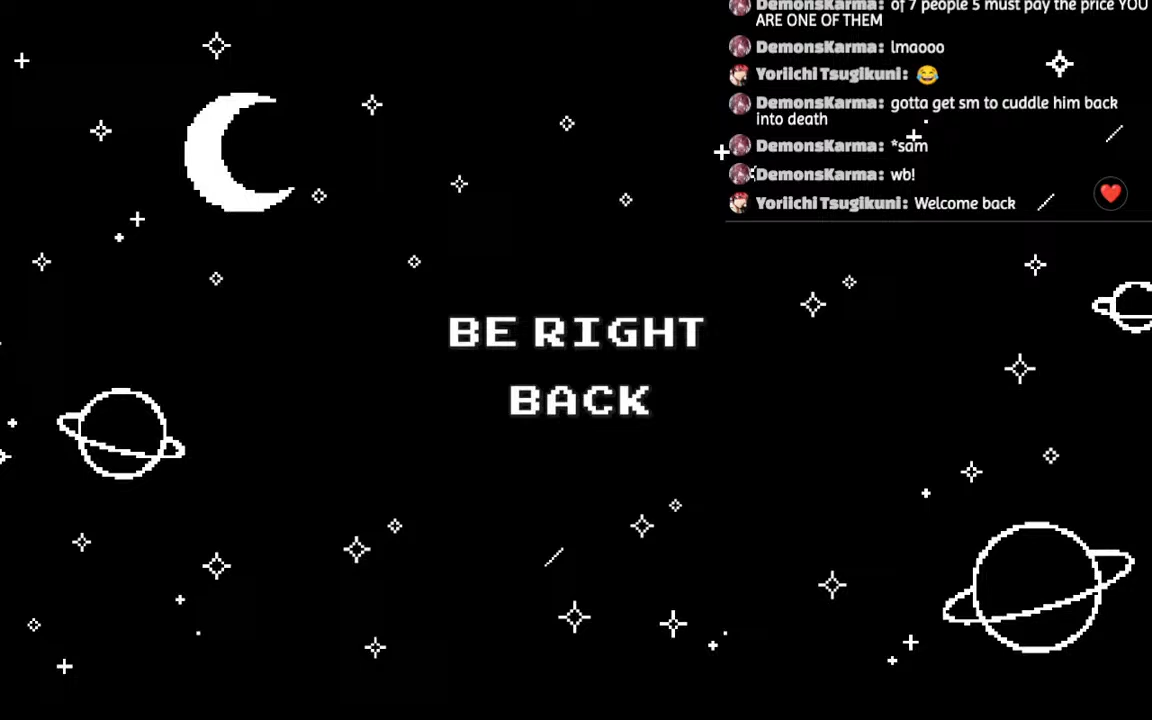 DemonsKarma: of 7 people 5 must pay the price YOU
ARE ONE OF THEM
DemonsKarma: lmaooo
Yoriichi Tsugikuni: 😂
DemonsKarma: gotta get sm to cuddle him back
into death
DemonsKarma: *sam
DemonsKarma: wb!
Yoriichi Tsugikuni: Welcome back
BE RIGHT
BACK